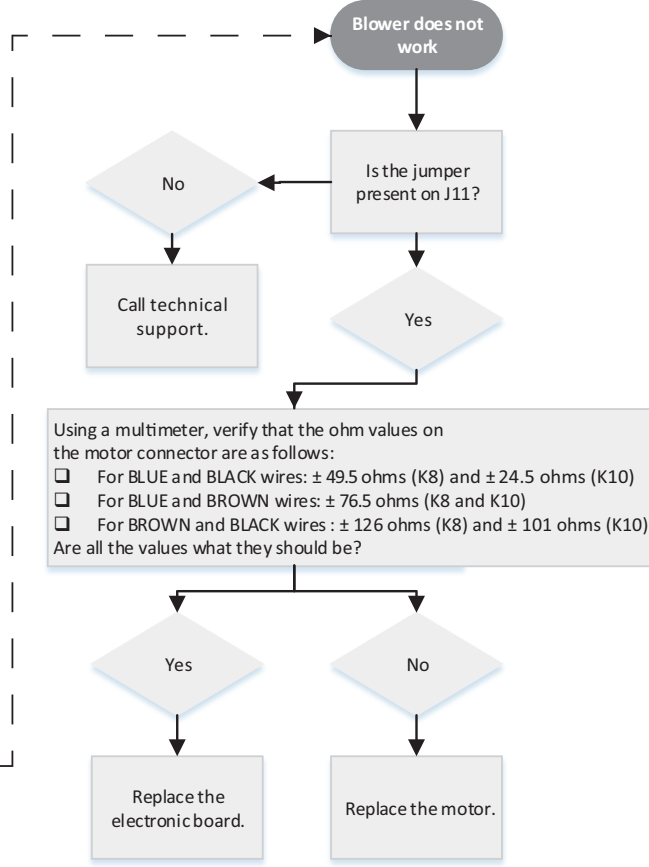 Blower does not
work
Is the jumper
present on J11?
No
Call technical
support.
Yes
Using a multimeter, verify that the ohm values on
the motor connector are as follows:
❑ For BLUE and BLACK wires: ± 49.5 ohms (K8) and ± 24.5 ohms (K10)
❑ For BLUE and BROWN wires: ± 76.5 ohms (K8 and K10)
❑ For BROWN and BLACK wires : ± 126 ohms (K8) and ± 101 ohms (K10)
Are all the values what they should be?
Yes
No
Replace the
electronic board.
Replace the motor.